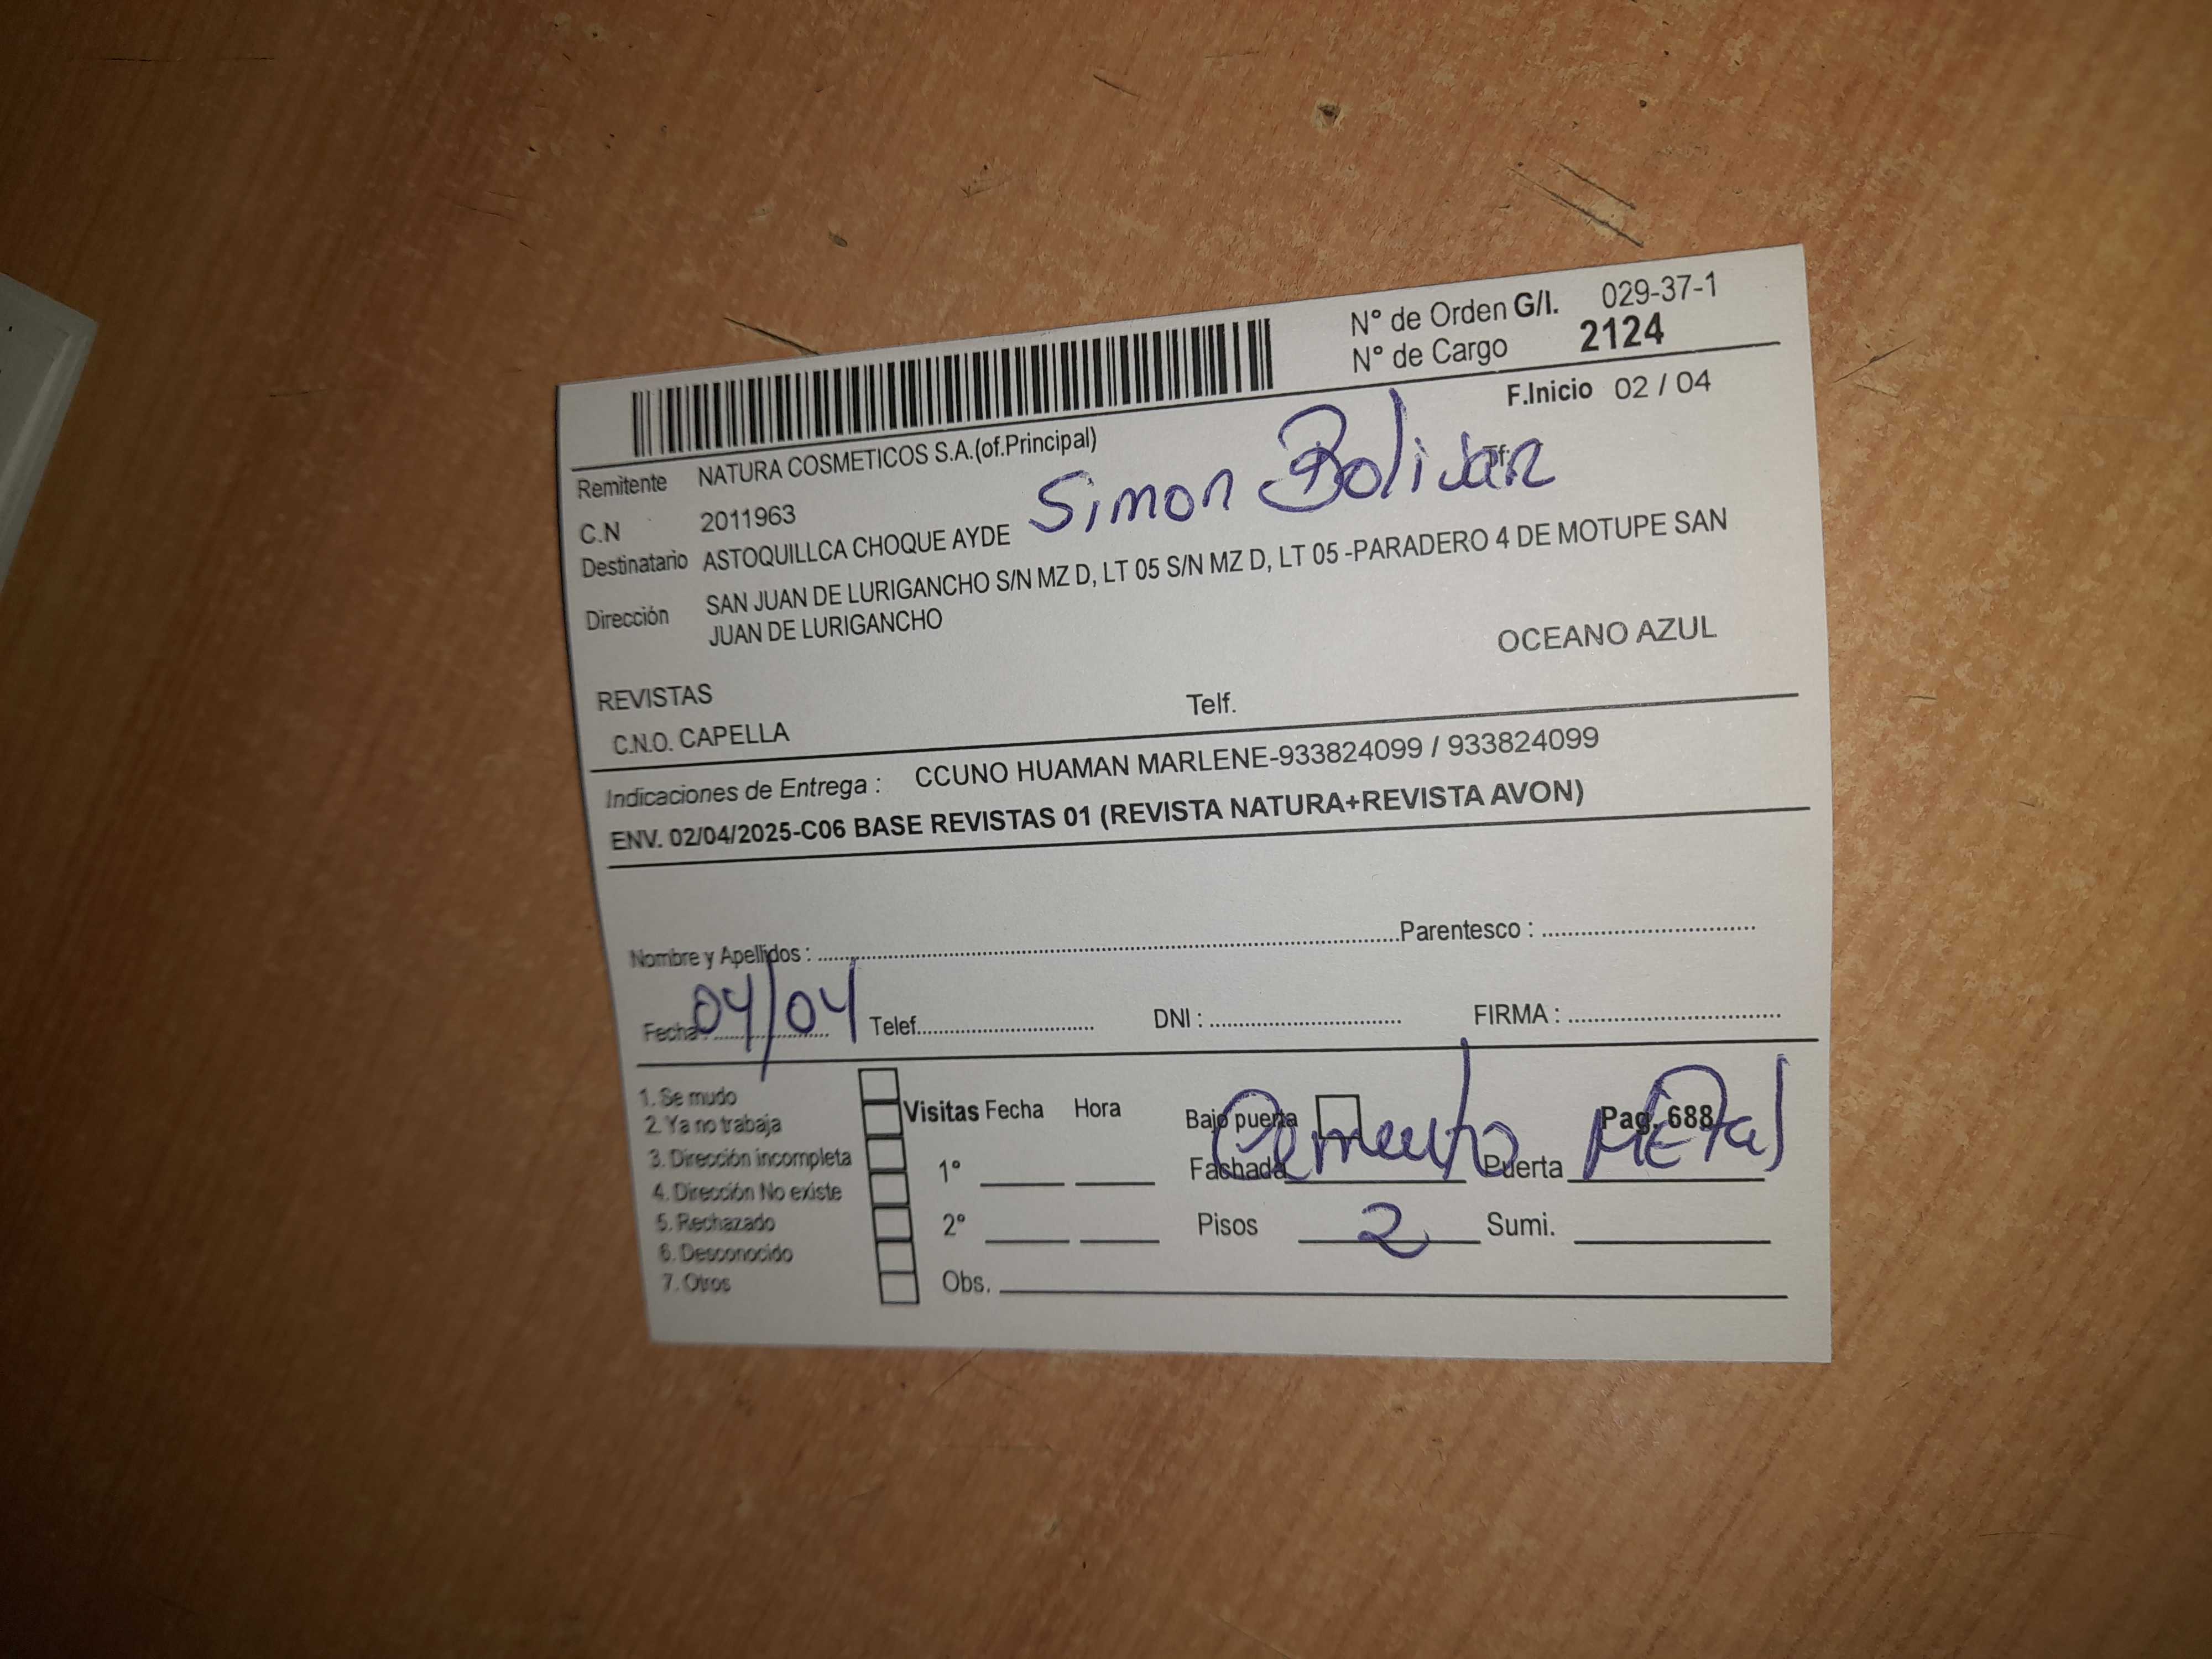 N° de Orden G/I. 029-37-1
N° de Cargo 2124
F.Inicio 02 / 04
Remitente NATURA COSMETICOS S.A.(of.Principal)
C.N 2011963
Simon Bolivar
Destinatario ASTOQUILLCA CHOQUE AYDE
Dirección SAN JUAN DE LURIGANCHO S/N MZ D, LT 05 S/N MZ D, LT 05 -PARADERO 4 DE MOTUPE SAN
JUAN DE LURIGANCHO
OCEANO AZUL
REVISTAS
C.N.O. CAPELLA Telf.
Indicaciones de Entrega : CCUNO HUAMAN MARLENE-933824099 / 933824099
ENV. 02/04/2025-C06 BASE REVISTAS 01 (REVISTA NATURA+REVISTA AVON)
Nombre y Apellidos : Parentesco :
Fecha : 04/04 Telef. DNI : FIRMA :
1. Se mudo
2. Ya no trabaja
3. Dirección incompleta
4. Dirección No existe
5. Rechazado
6. Desconocido
7. Otros
Visitas Fecha Hora
1°
2°
Obs.
Bajo puerta Pag. 688
Fachada Cemento Puerta Metal
Pisos 2 Sumi.